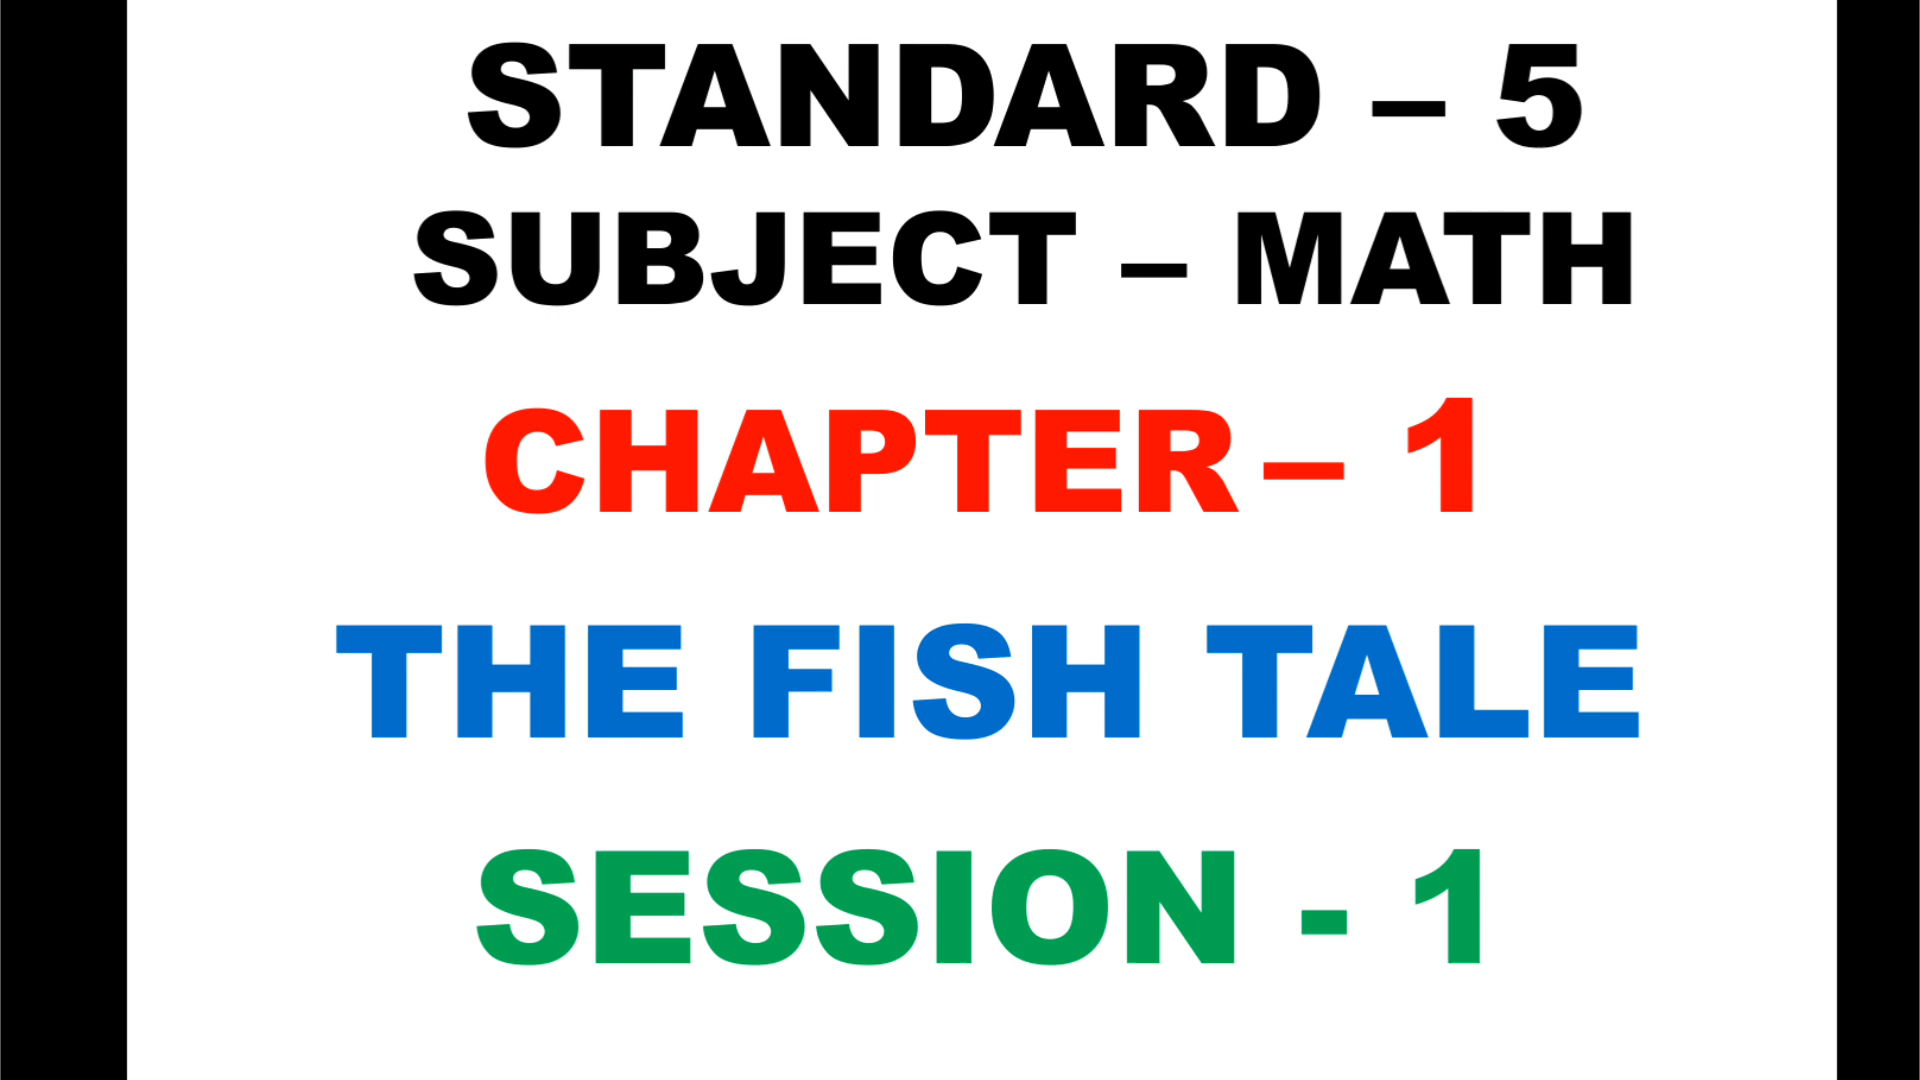 STANDARD – 5
SUBJECT – MATH
CHAPTER – 1
THE FISH TALE
SESSION - 1